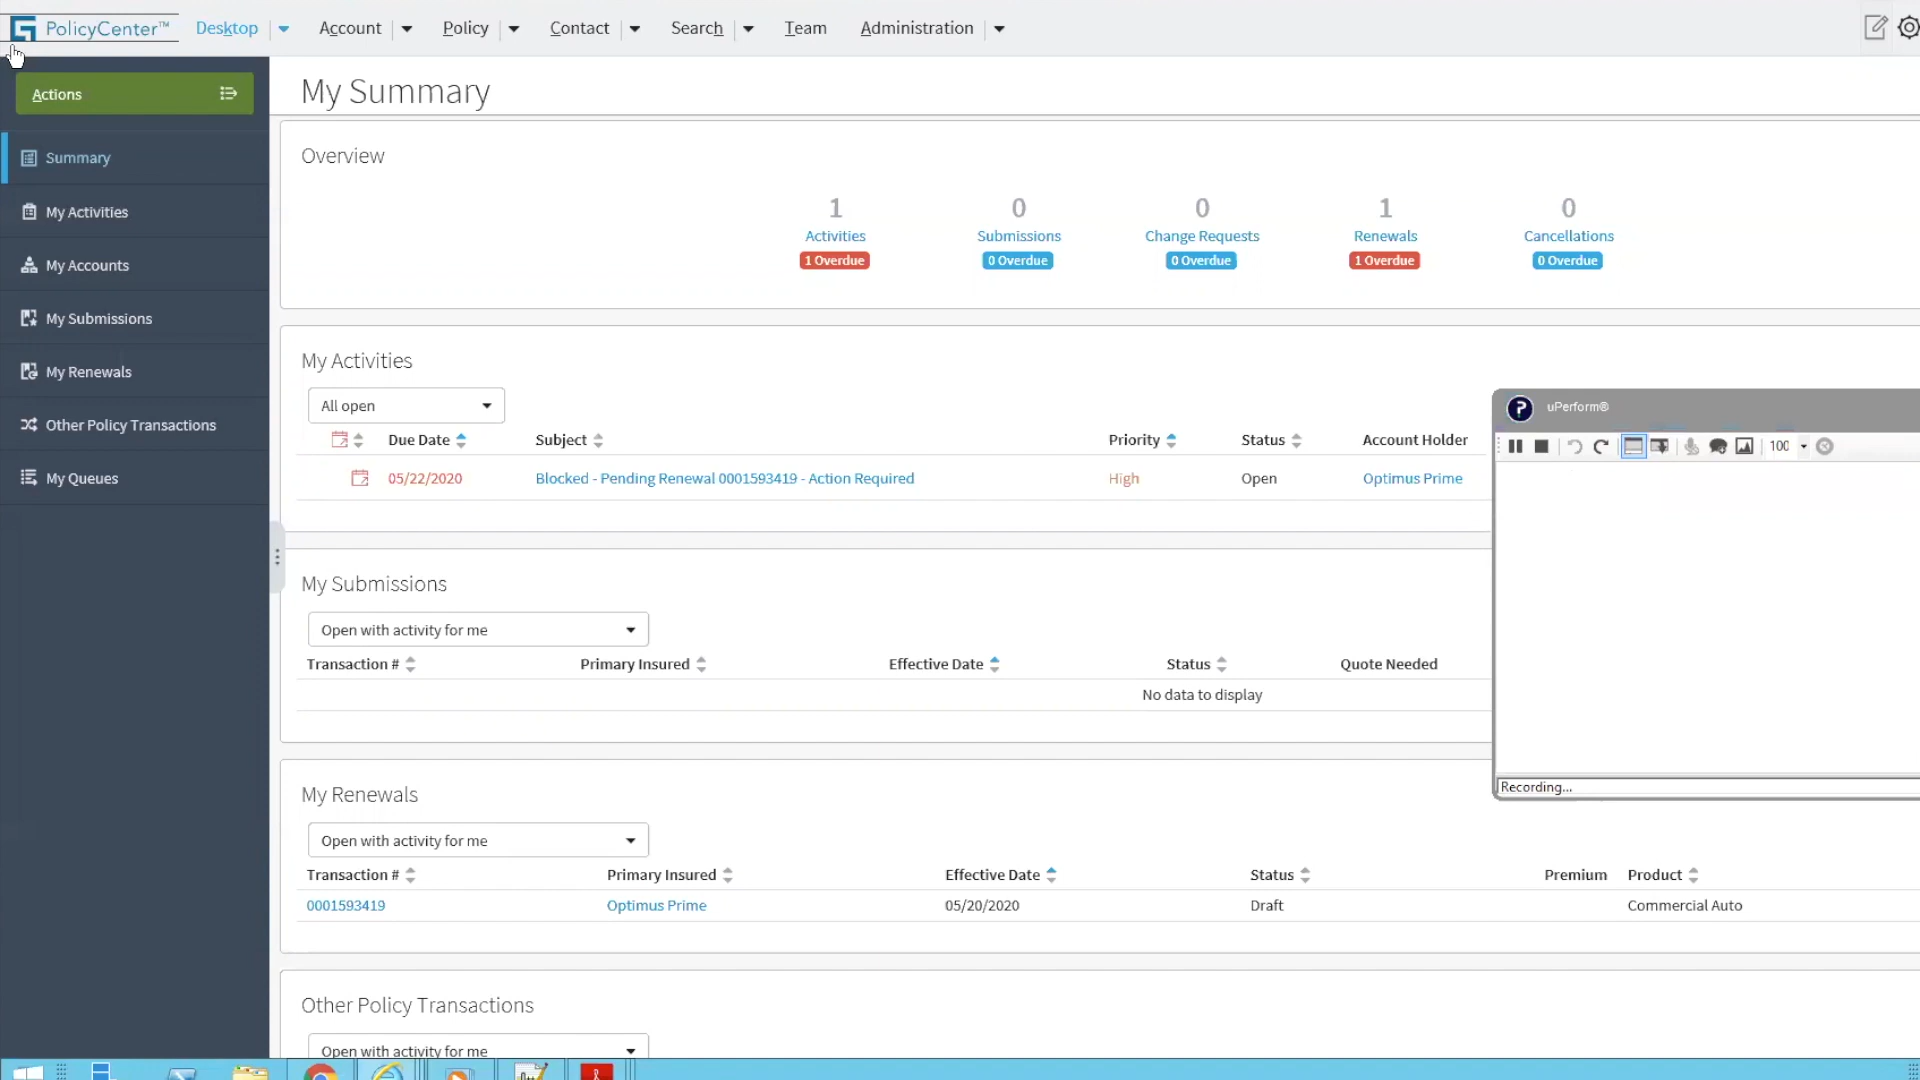 PolicyCenter™ Desktop Account Policy Contact Search Team Administration
Actions
Summary
My Activities
My Accounts
My Submissions
My Renewals
Other Policy Transactions
My Queues
My Summary
Overview
1 0 0 1 0
Activities Submissions Change Requests Renewals Cancellations
1 Overdue 0 Overdue 0 Overdue 1 Overdue 0 Overdue
My Activities
All open
Due Date Subject Priority Status Account Holder
05/22/2020 Blocked - Pending Renewal 0001593419 - Action Required High Open Optimus Prime
My Submissions
Open with activity for me
Transaction # Primary Insured Effective Date Status Quote Needed
No data to display
My Renewals
Open with activity for me
Transaction # Primary Insured Effective Date Status Premium Product
0001593419 Optimus Prime 05/20/2020 Draft Commercial Auto
Other Policy Transactions
Open with activity for me
uPerform®
100
Recording...